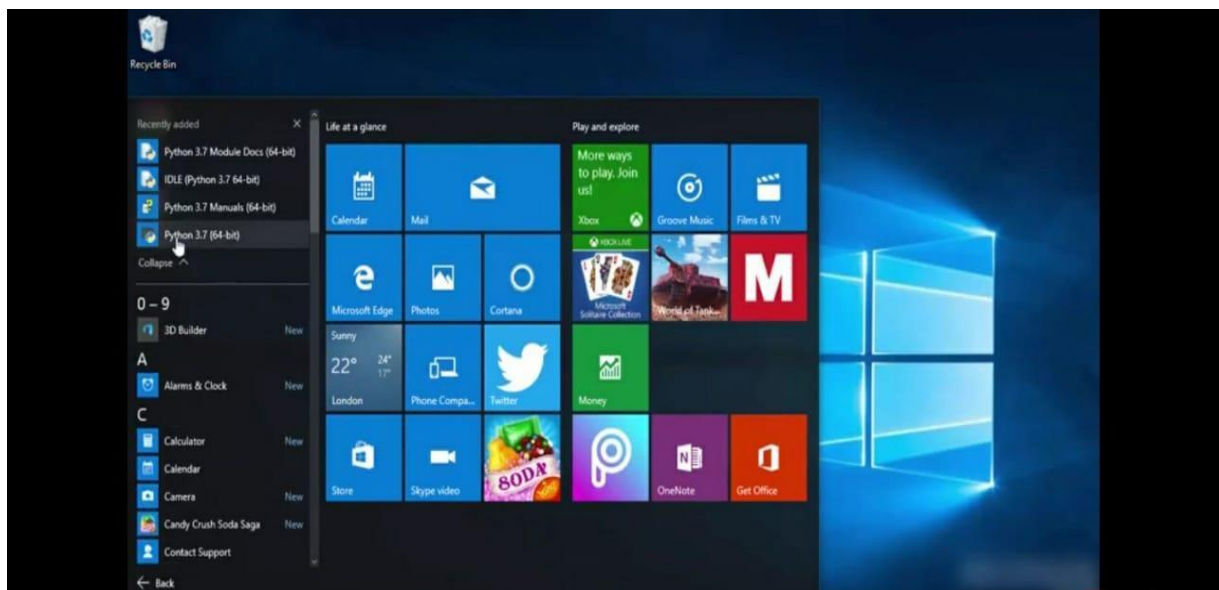 Recycle Bin
Recently added
Python 3.7 Module Docs (64-bit)
IDLE (Python 3.7 64-bit)
Python 3.7 Manuals (64-bit)
Python 3.7 (64-bit)
Collapse
0 – 9
3D Builder New
A
Alarms & Clock New
C
Calculator New
Calendar
Camera New
Candy Crush Soda Saga New
Contact Support
Back
Life at a glance
Calendar
Mail
Microsoft Edge
Photos
Cortana
Sunny
22° 24°
17°
London
Phone Compa...
Twitter
Store
Skype video
SODA
Play and explore
More ways
to play. Join
us!
Xbox
Groove Music
Films & TV
XBOX LIVE
Microsoft
Solitaire Collection
World of Tank...
M
Money
OneNote
Get Office